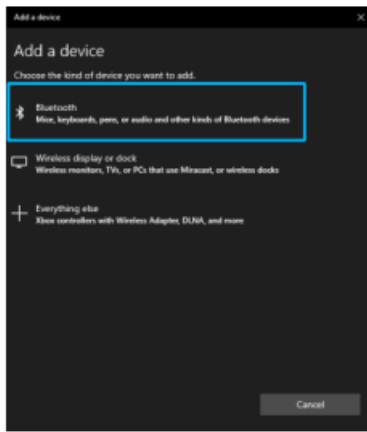 Add a device
Add a device
Choose the kind of device you want to add.
Bluetooth
Mice, keyboards, pens, or audio and other kinds of Bluetooth devices
Wireless display or dock
Wireless monitors, TVs, or PCs that use Miracast, or wireless docks
Everything else
Xbox controllers with Wireless Adapter, DLNA, and more
Cancel